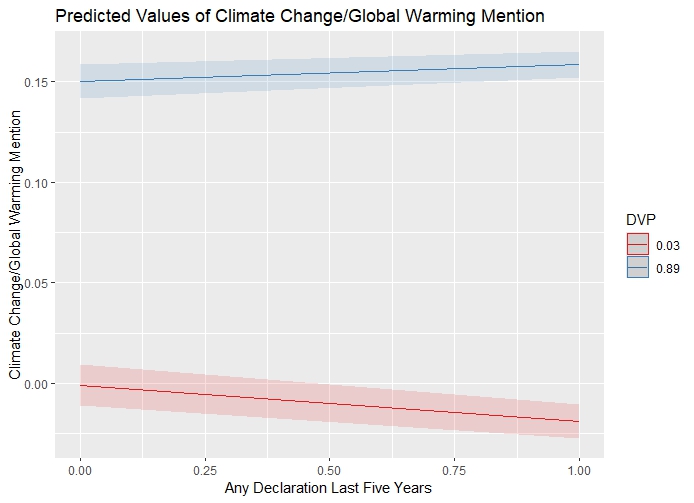 Predicted Values of Climate Change/Global Warming Mention
Climate Change/Global Warming Mention
0.15
0.10
0.05
0.00
0.00
0.25
0.50
0.75
1.00
Any Declaration Last Five Years
DVP
0.03
0.89